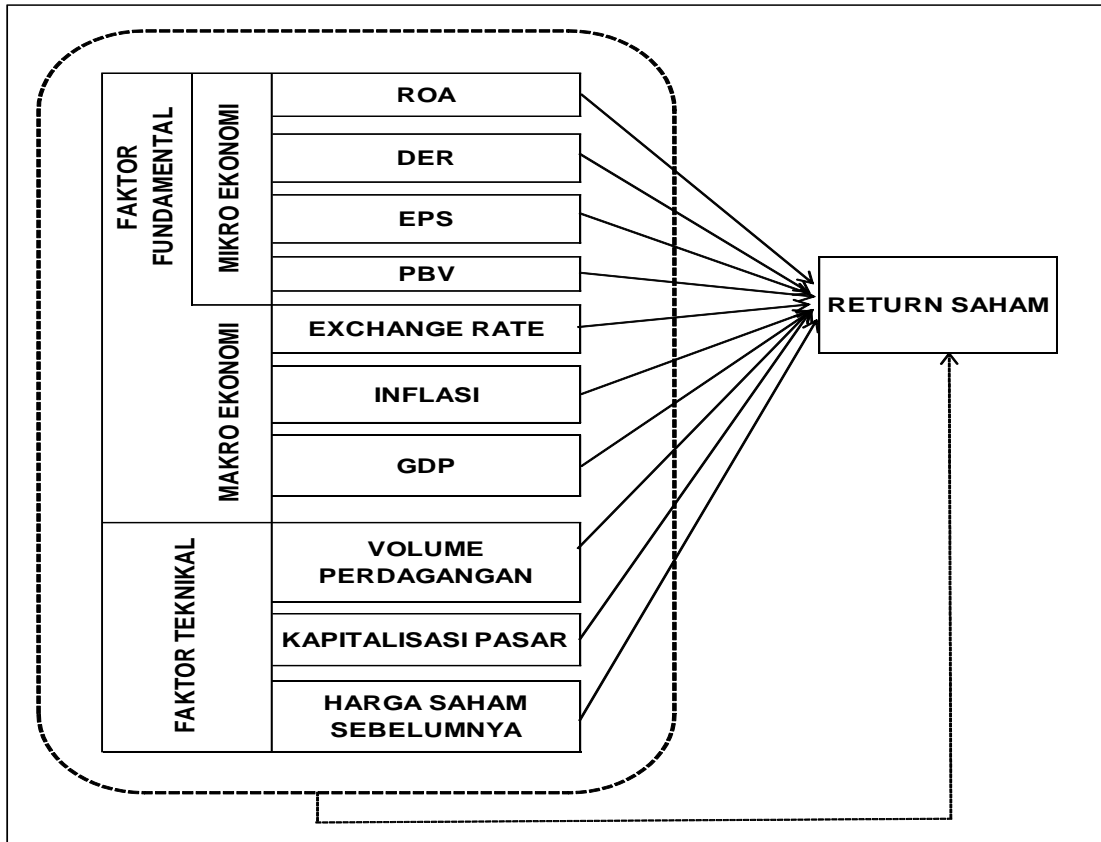 FAKTOR
FUNDAMENTAL
MIKRO EKONOMI
ROA
DER
EPS
PBV
MAKRO EKONOMI
EXCHANGE RATE
INFLASI
GDP
FAKTOR TEKNIKAL
VOLUME
PERDAGANGAN
KAPITALISASI PASAR
HARGA SAHAM
SEBELUMNYA
RETURN SAHAM